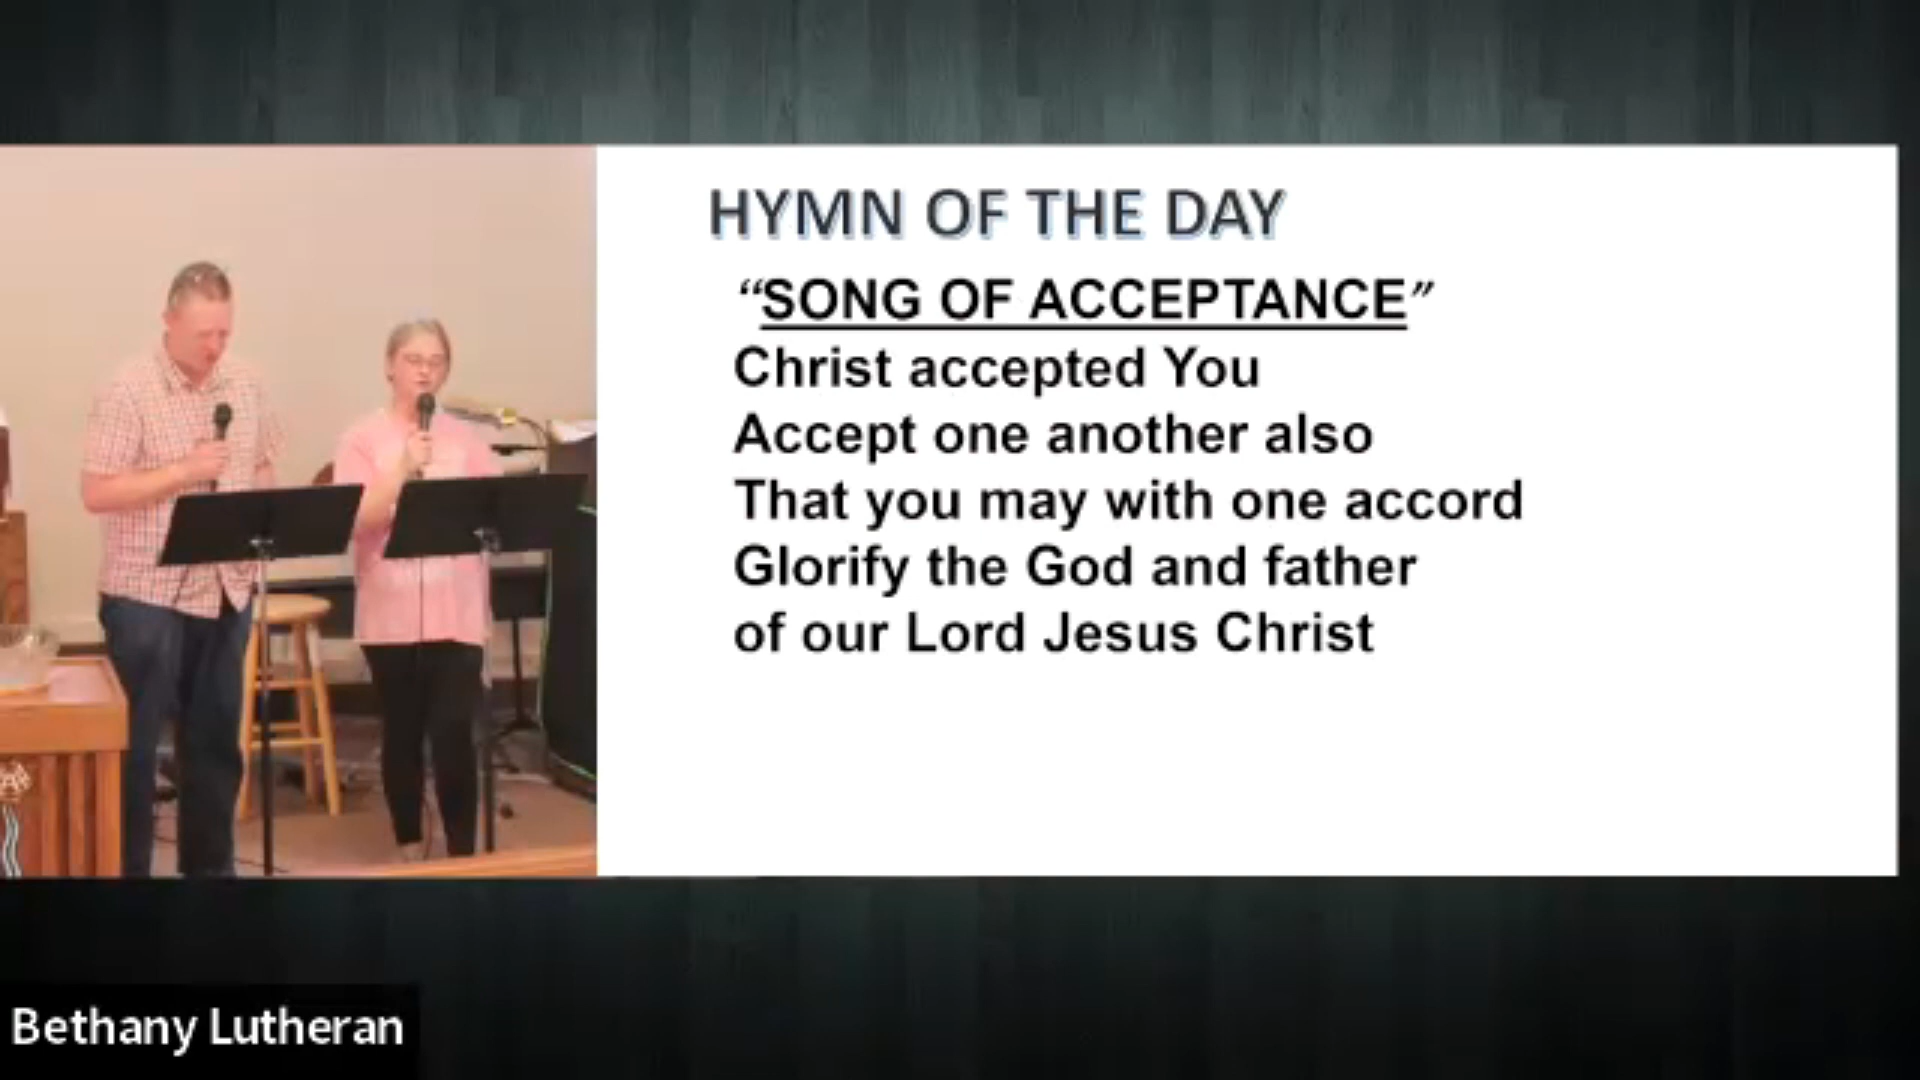 HYMN OF THE DAY
“SONG OF ACCEPTANCE”
Christ accepted You
Accept one another also
That you may with one accord
Glorify the God and father
of our Lord Jesus Christ
Bethany Lutheran